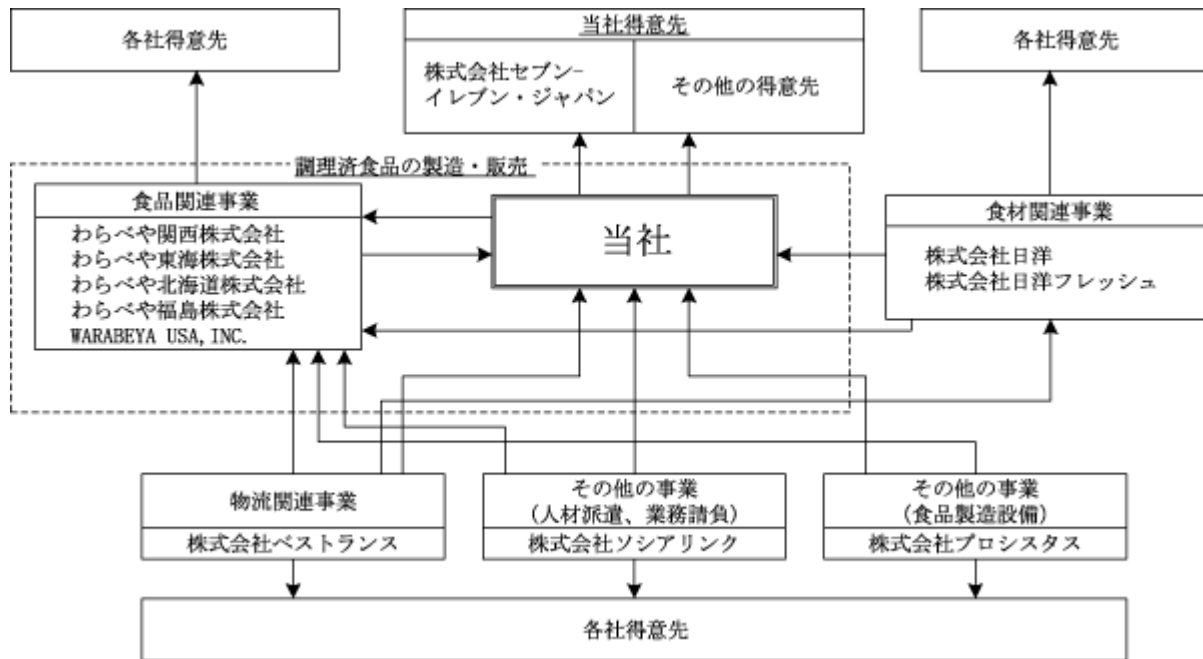 各社得意先
当社得意先
株式会社セブン-
イレブン・ジャパン
その他の得意先
各社得意先
調理済食品の製造・販売
食品関連事業
わらべや関西株式会社
わらべや東海株式会社
わらべや北海道株式会社
わらべや福島株式会社
WARABEYA USA,INC.
当社
食材関連事業
株式会社日洋
株式会社日洋フレッシュ
物流関連事業
株式会社ベストランス
その他の事業
(人材派遣、業務請負)
株式会社ソシアリンク
その他の事業
(食品製造設備)
株式会社プロシスタス
各社得意先